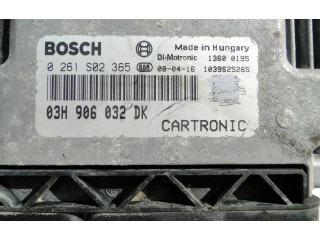 BOSCH
Made in Hungary
DI-Motronic 1360 0195
0 261 S02 365 08-04-16 1039S25265
03H 906 032 DK
CARTRONIC